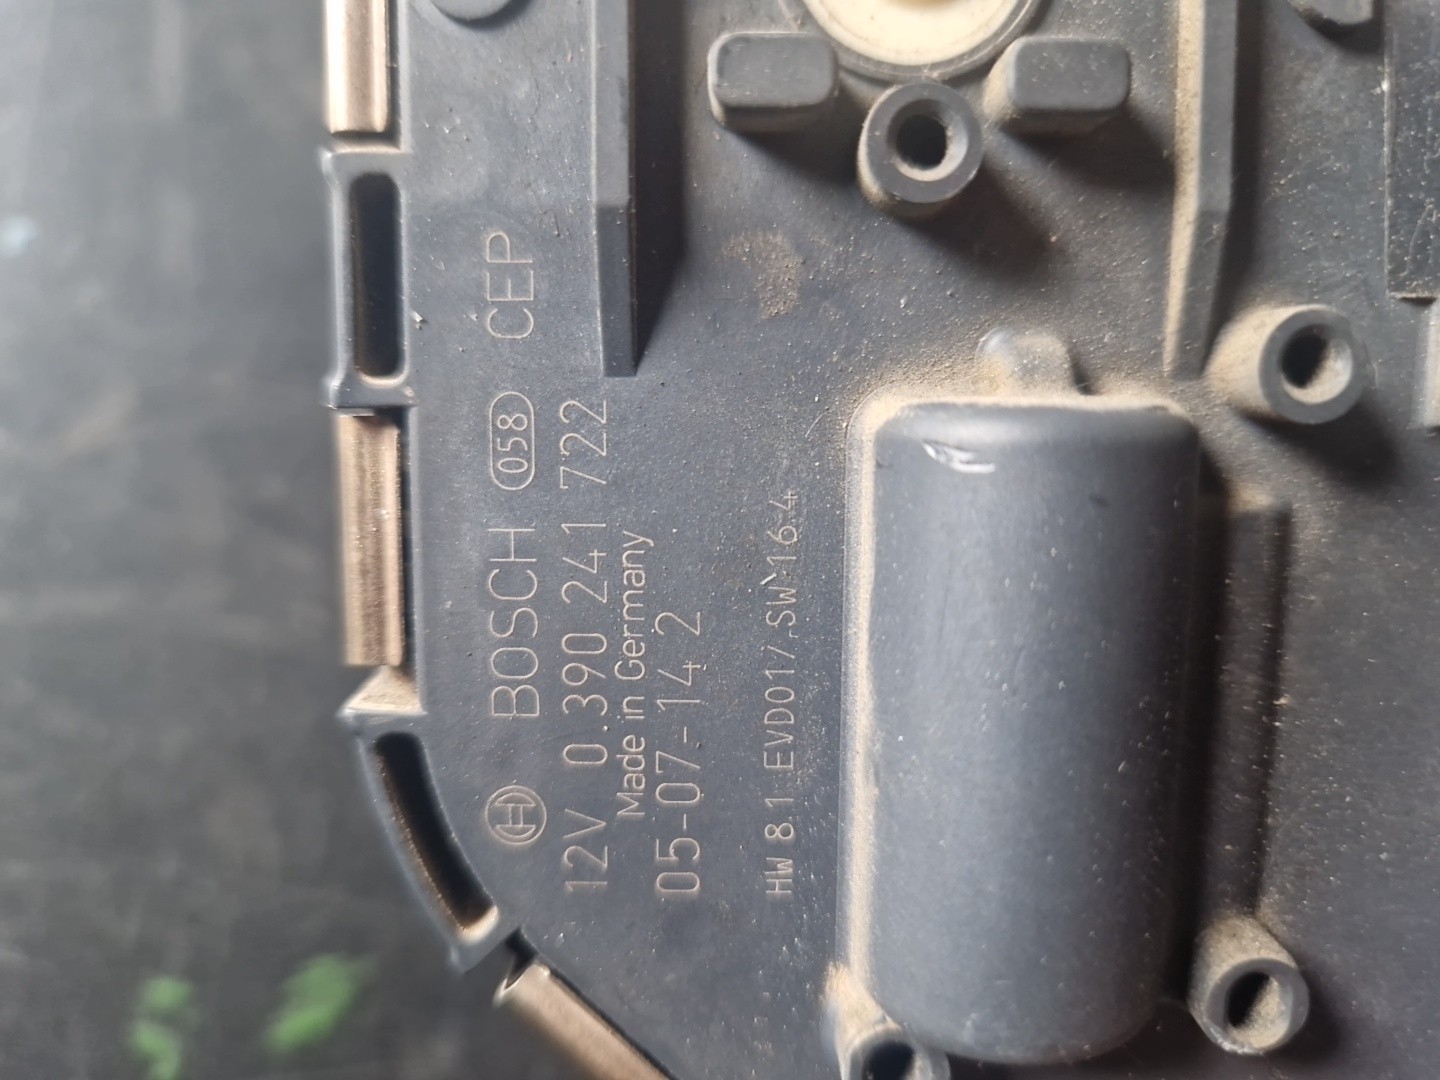 BOSCH 058 CEP
12V 0.390 241 722
Made in Germany
05-07-14 2
HW 8.1 EVD017 SW 16.4